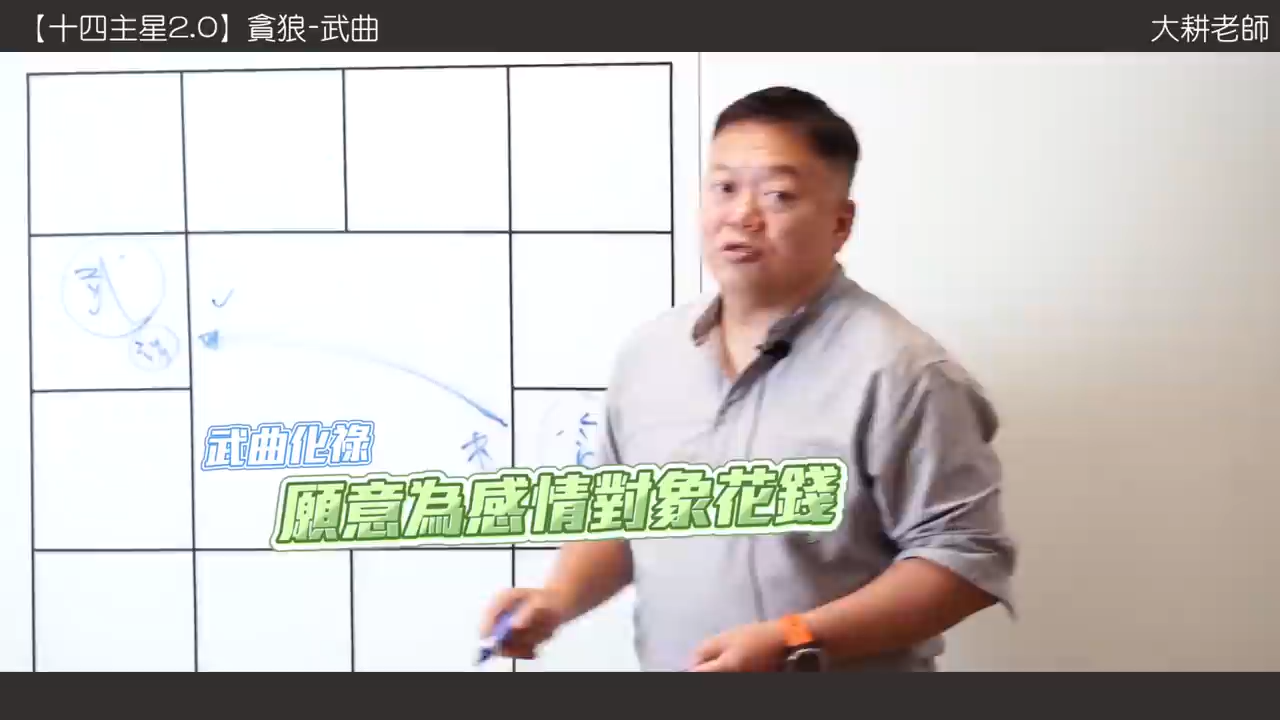 【十四主星2.0】貪狼-武曲
大耕老師
武曲化祿
願意為感情對象花錢